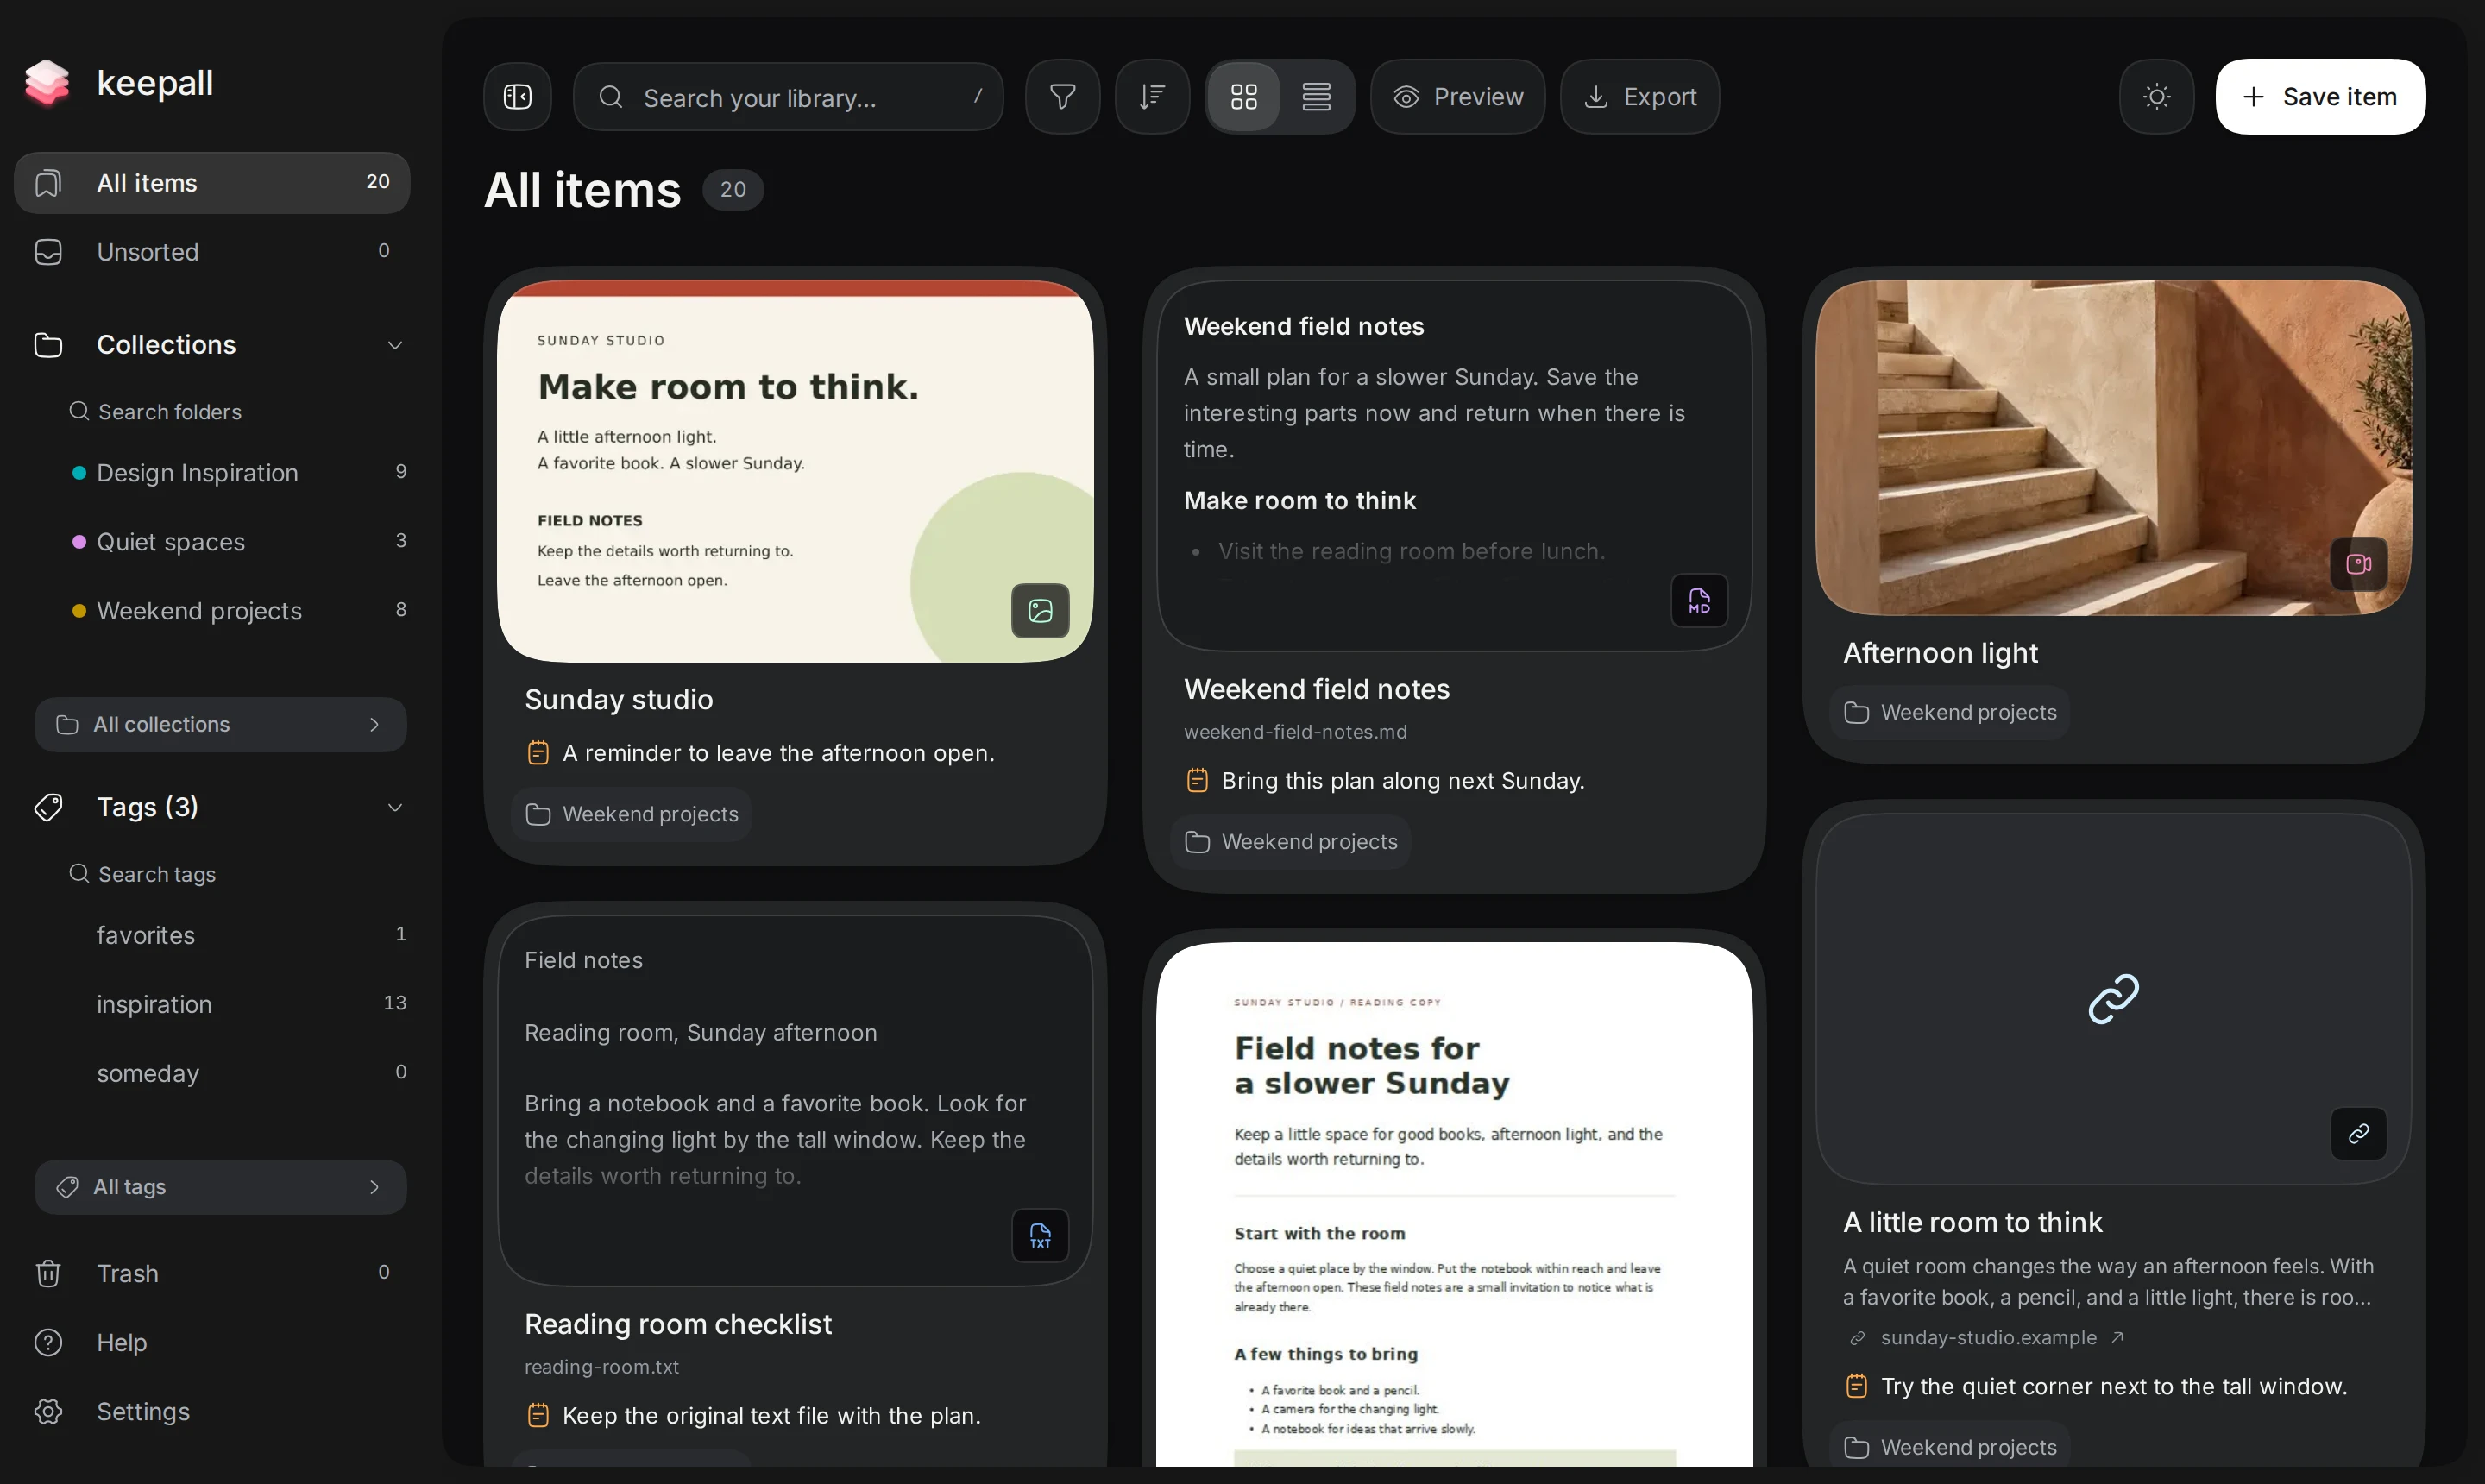 keepall
All items 20
Unsorted 0
Collections
Search folders
Design Inspiration 9
Quiet spaces 3
Weekend projects 8
All collections
Tags (3)
Search tags
favorites 1
inspiration 13
someday 0
All tags
Trash 0
Help
Settings
Search your library... /
Preview
Export
Save item
All items 20
SUNDAY STUDIO
Make room to think.
A little afternoon light.
A favorite book. A slower Sunday.
FIELD NOTES
Keep the details worth returning to.
Leave the afternoon open.
Sunday studio
A reminder to leave the afternoon open.
Weekend projects
Field notes
Reading room, Sunday afternoon
Bring a notebook and a favorite book. Look for
the changing light by the tall window. Keep the
details worth returning to.
TXT
Reading room checklist
reading-room.txt
Keep the original text file with the plan.
Weekend field notes
A small plan for a slower Sunday. Save the
interesting parts now and return when there is
time.
Make room to think
• Visit the reading room before lunch.
MD
Weekend field notes
weekend-field-notes.md
Bring this plan along next Sunday.
Weekend projects
SUNDAY STUDIO / READING COPY
Field notes for
a slower Sunday
Keep a little space for good books, afternoon light, and the
details worth returning to.
Start with the room
Choose a quiet place by the window. Put the notebook within reach and leave
the afternoon open. These field notes are a small invitation to notice what is
already there.
A few things to bring
• A favorite book and a pencil.
• A camera for the changing light.
• A notebook for ideas that arrive slowly.
Afternoon light
Weekend projects
A little room to think
A quiet room changes the way an afternoon feels. With
a favorite book, a pencil, and a little light, there is roo...
sunday-studio.example
Try the quiet corner next to the tall window.
Weekend projects